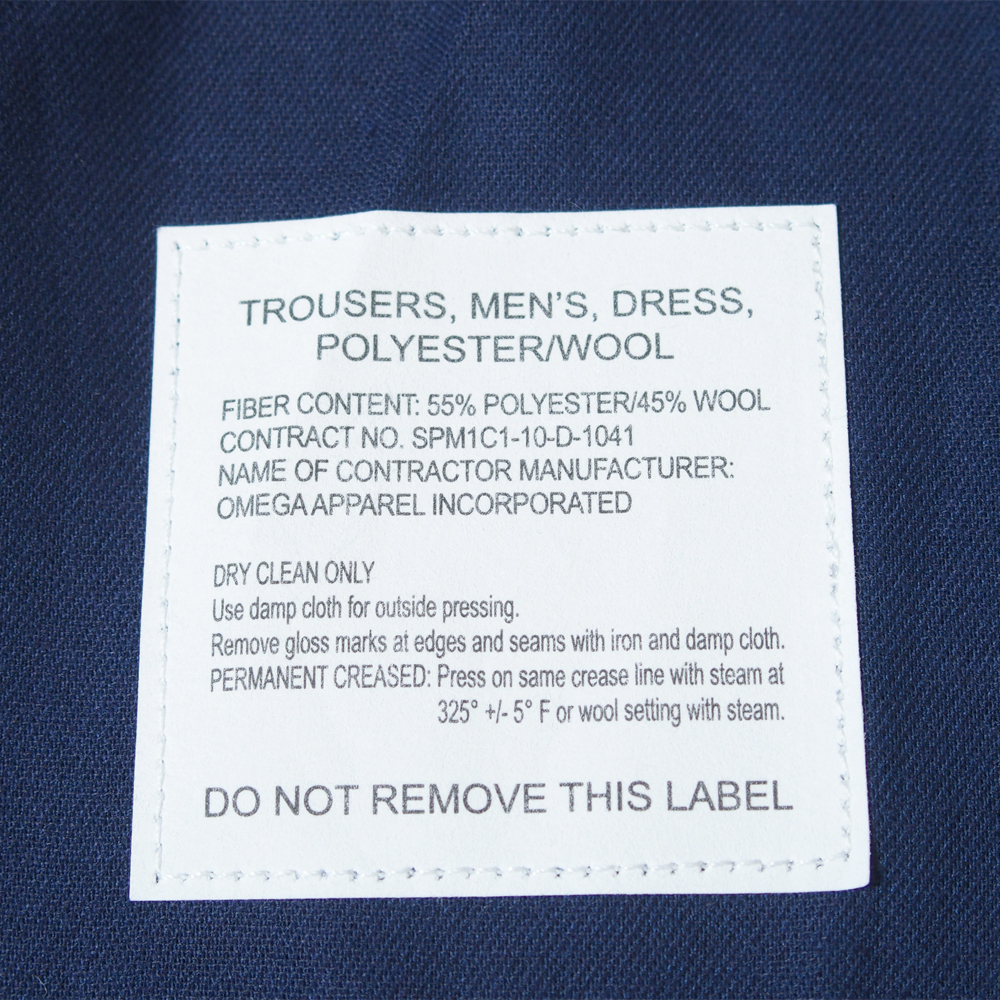 TROUSERS, MEN'S, DRESS,
POLYESTER/WOOL
FIBER CONTENT: 55% POLYESTER/45% WOOL
CONTRACT NO. SPM1C1-10-D-1041
NAME OF CONTRACTOR MANUFACTURER:
OMEGA APPAREL INCORPORATED
DRY CLEAN ONLY
Use damp cloth for outside pressing.
Remove gloss marks at edges and seams with iron and damp cloth.
PERMANENT CREASED: Press on same crease line with steam at
325° +/- 5° F or wool setting with steam.
DO NOT REMOVE THIS LABEL